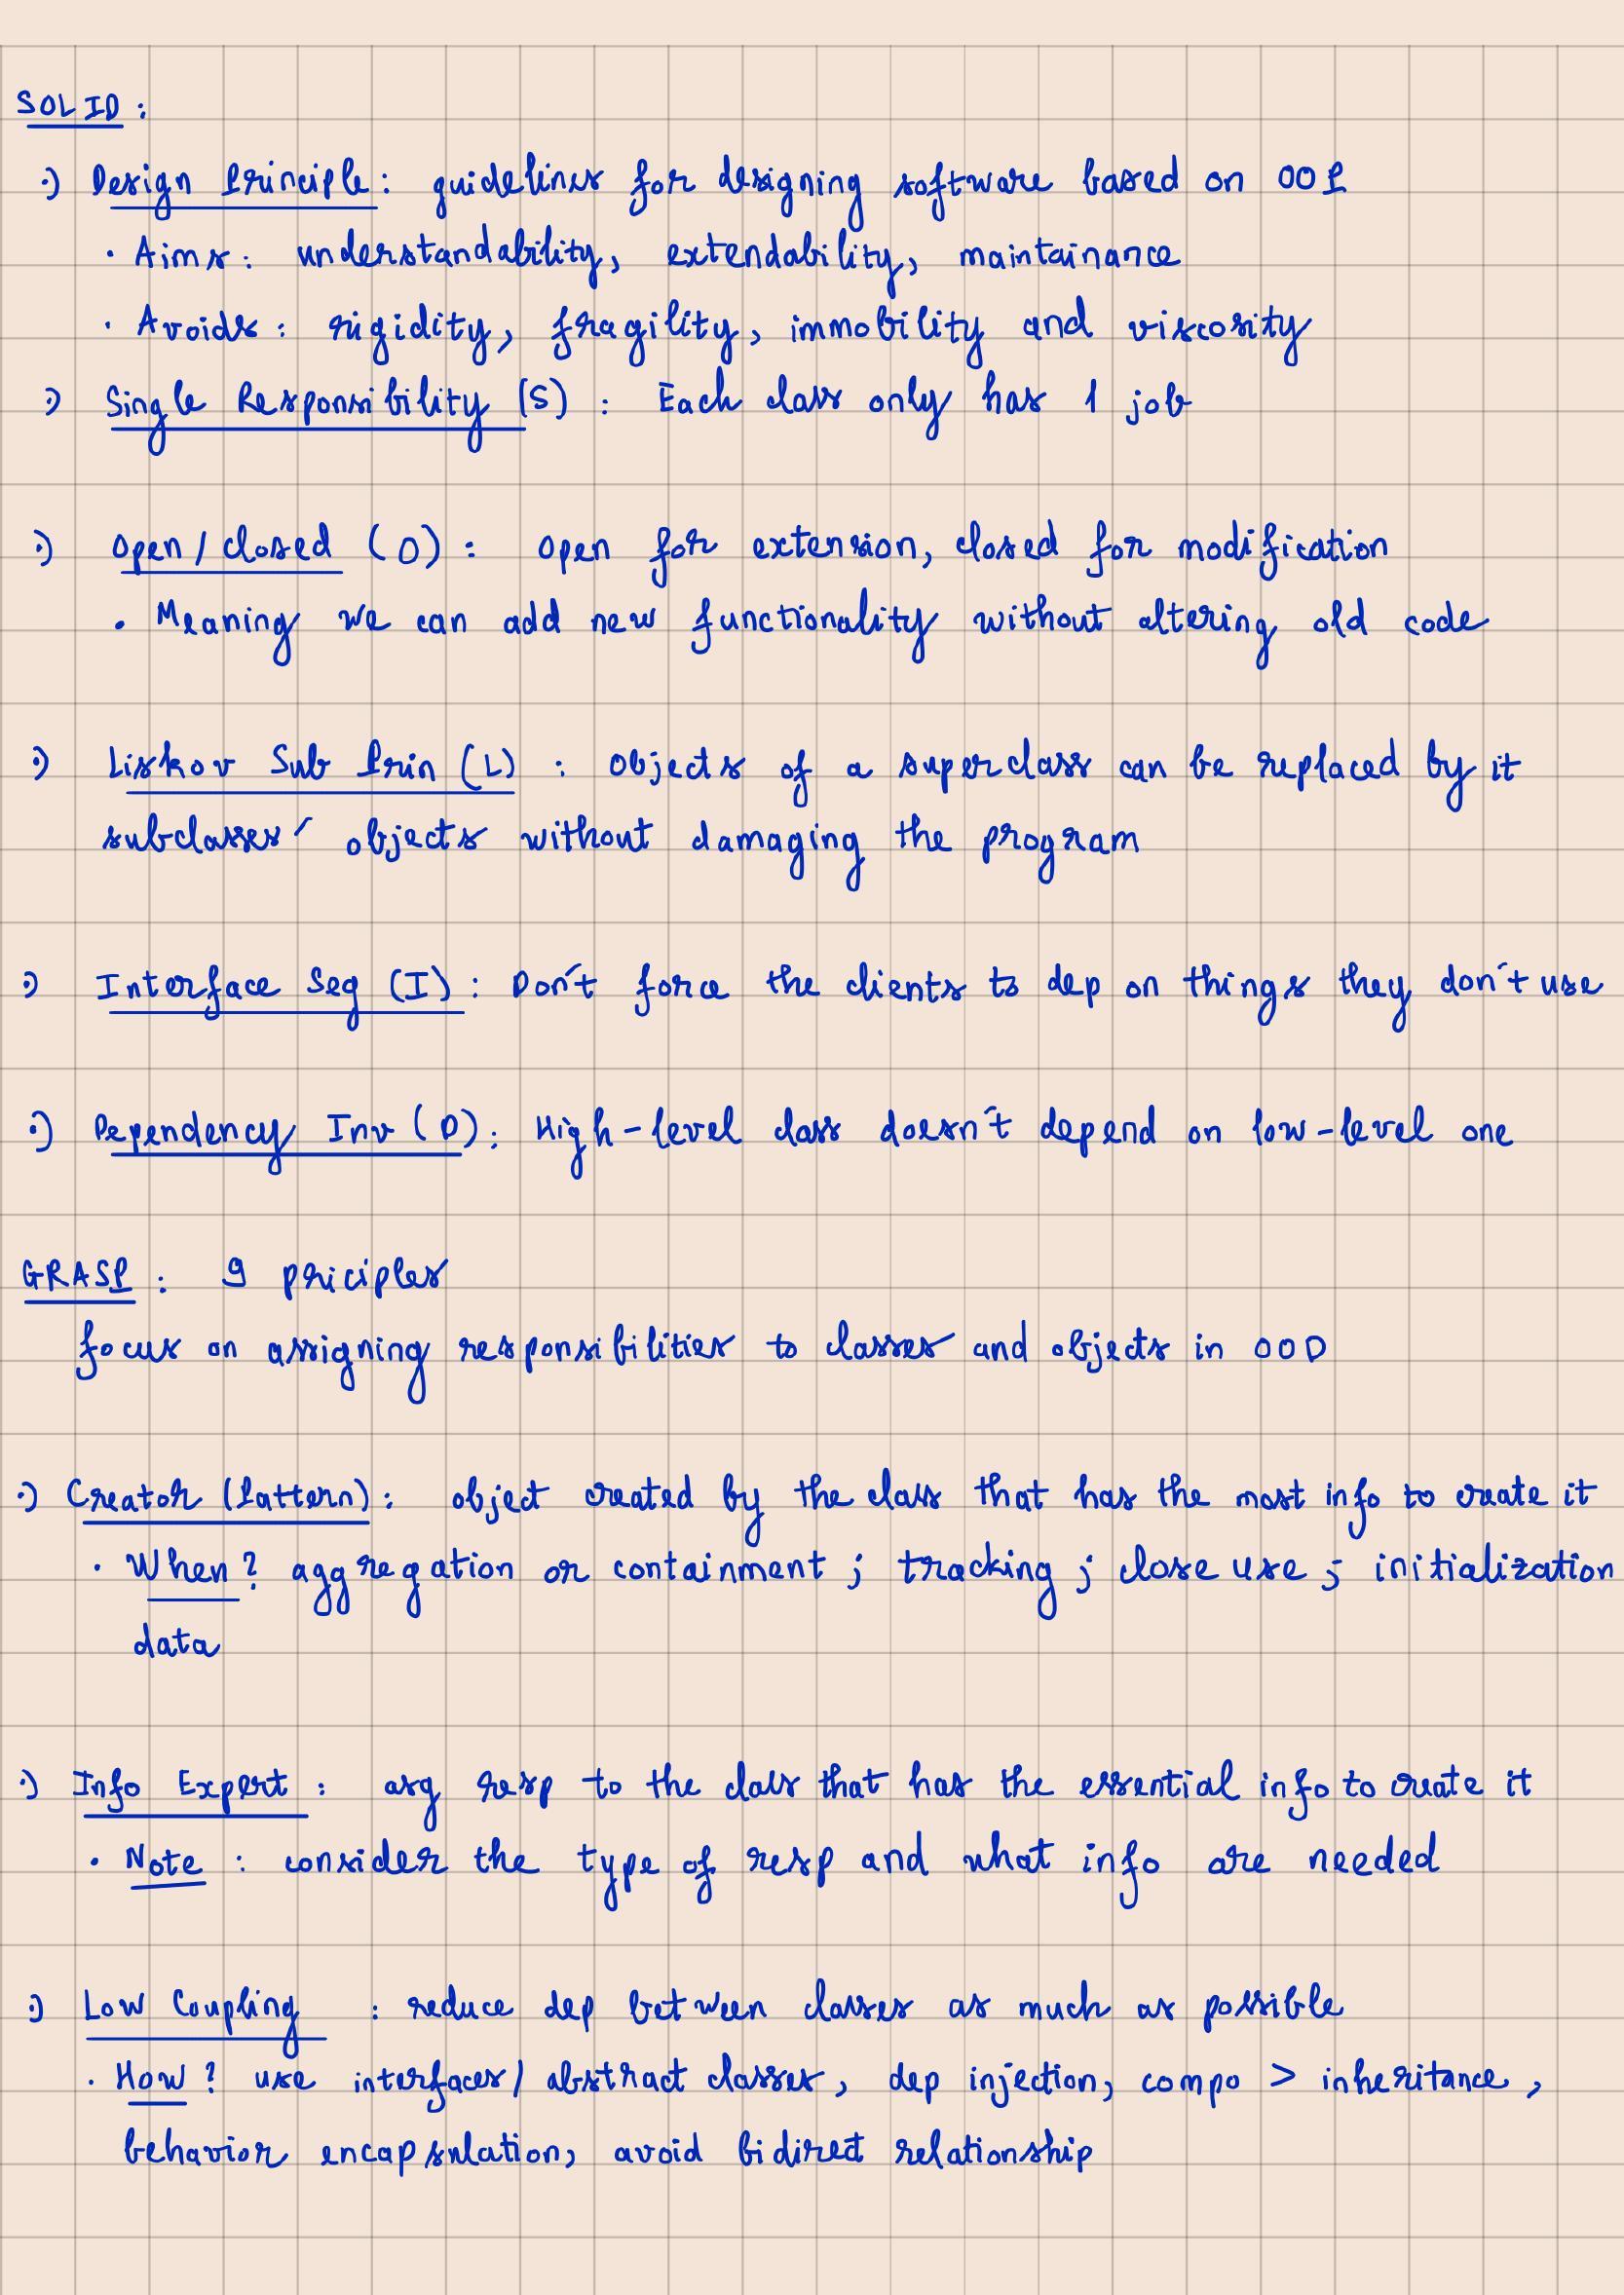 SOLID :
Design Principle : guidelines for designing software based on OOP
· Aims : understandability, extendability, maintainance
· Avoids : rigidity, fragility, immobility and viscosity
Single Responsibility (S) : Each class only has 1 job
Open / closed (O) : open for extension, closed for modification
· Meaning we can add new functionality without altering old code
Liskov Sub Prin (L) : objects of a superclass can be replaced by it
subclasses' objects without damaging the program
Interface Seg (I) : Don't force the clients to dep on things they don't use
Dependency Inv (D) : High-level class doesn't depend on low-level one
GRASP : 9 priciples
focus on assigning responsibilities to classes and objects in OOD
Creator (Pattern) : object created by the class that has the most info to create it
· When ? aggregation or containment ; tracking ; close use ; initialization
data
Info Expert : asg resp to the class that has the essential info to create it
· Note : consider the type of resp and what info are needed
Low Coupling : reduce dep between classes as much as possible
· How ? use interfaces / abstract classes, dep injection, compo > inheritance,
behavior encapsulation, avoid bidirect relationship